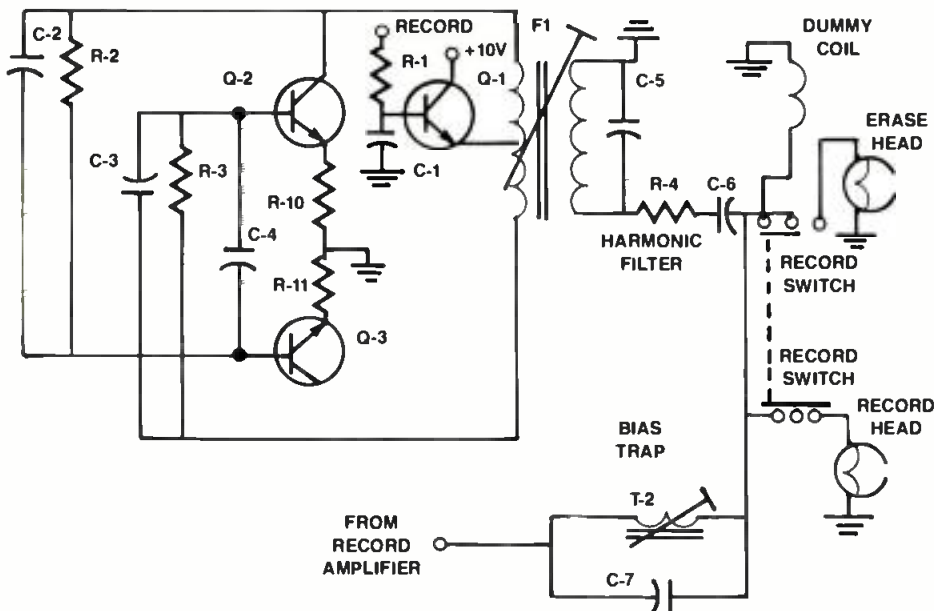 C-2
R-2
Q-2
RECORD
R-1
+10V
Q-1
F1
C-5
DUMMY
COIL
ERASE
HEAD
C-3
R-3
C-4
R-10
C-1
R-4
C-6
HARMONIC
FILTER
R-11
Q-3
RECORD
SWITCH
RECORD
SWITCH
RECORD
HEAD
BIAS
TRAP
T-2
FROM
RECORD
AMPLIFIER
C-7